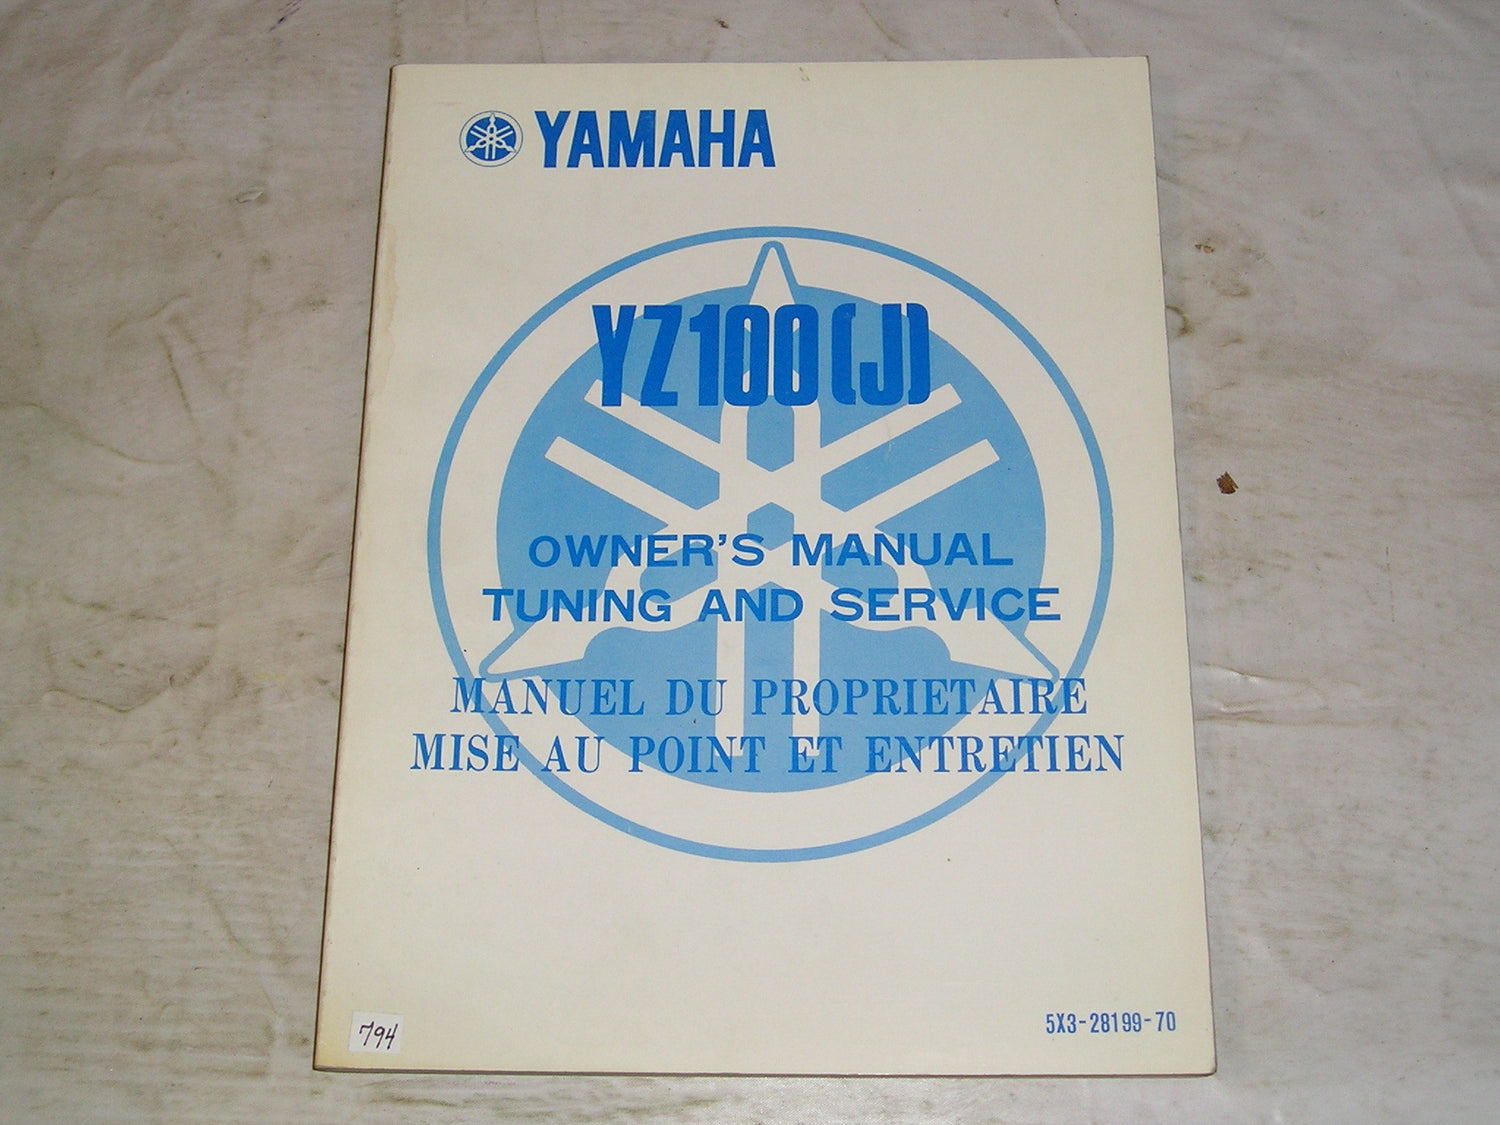 YAMAHA
YZ100(J)
OWNER'S MANUAL
TUNING AND SERVICE
MANUEL DU PROPRIETAIRE
MISE AU POINT ET ENTRETIEN
794
5X3-28199-70